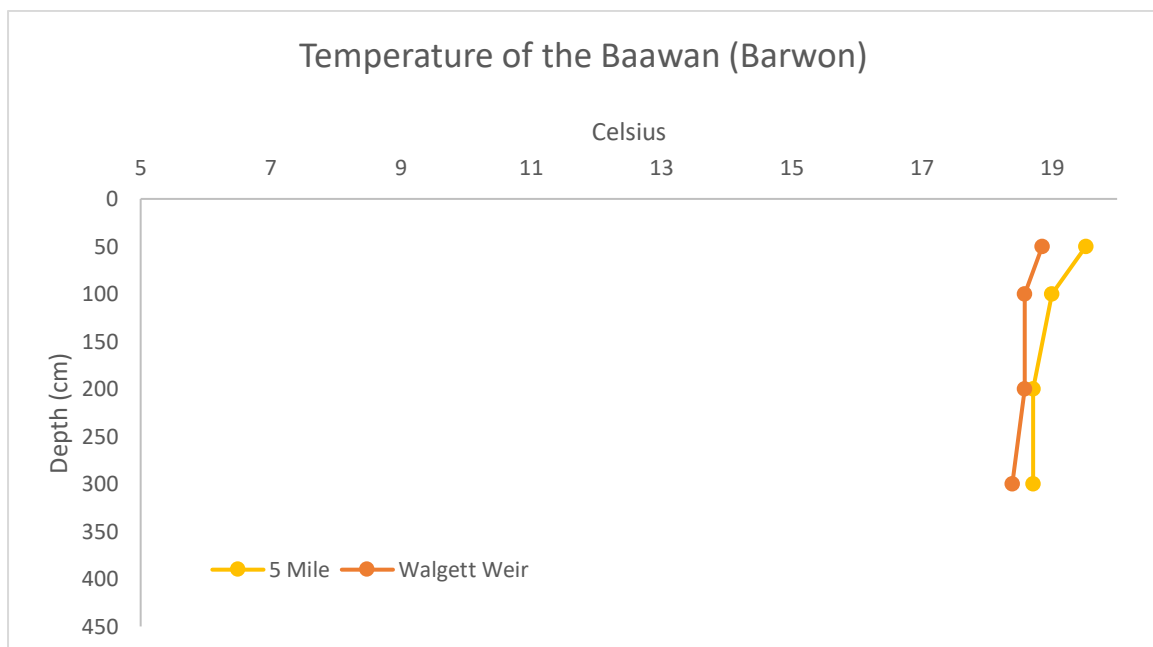 Temperature of the Baawan (Barwon)
Celsius
5 7 9 11 13 15 17 19
0
50
100
150
200
250
300
350
400
450
Depth (cm)
5 Mile Walgett Weir